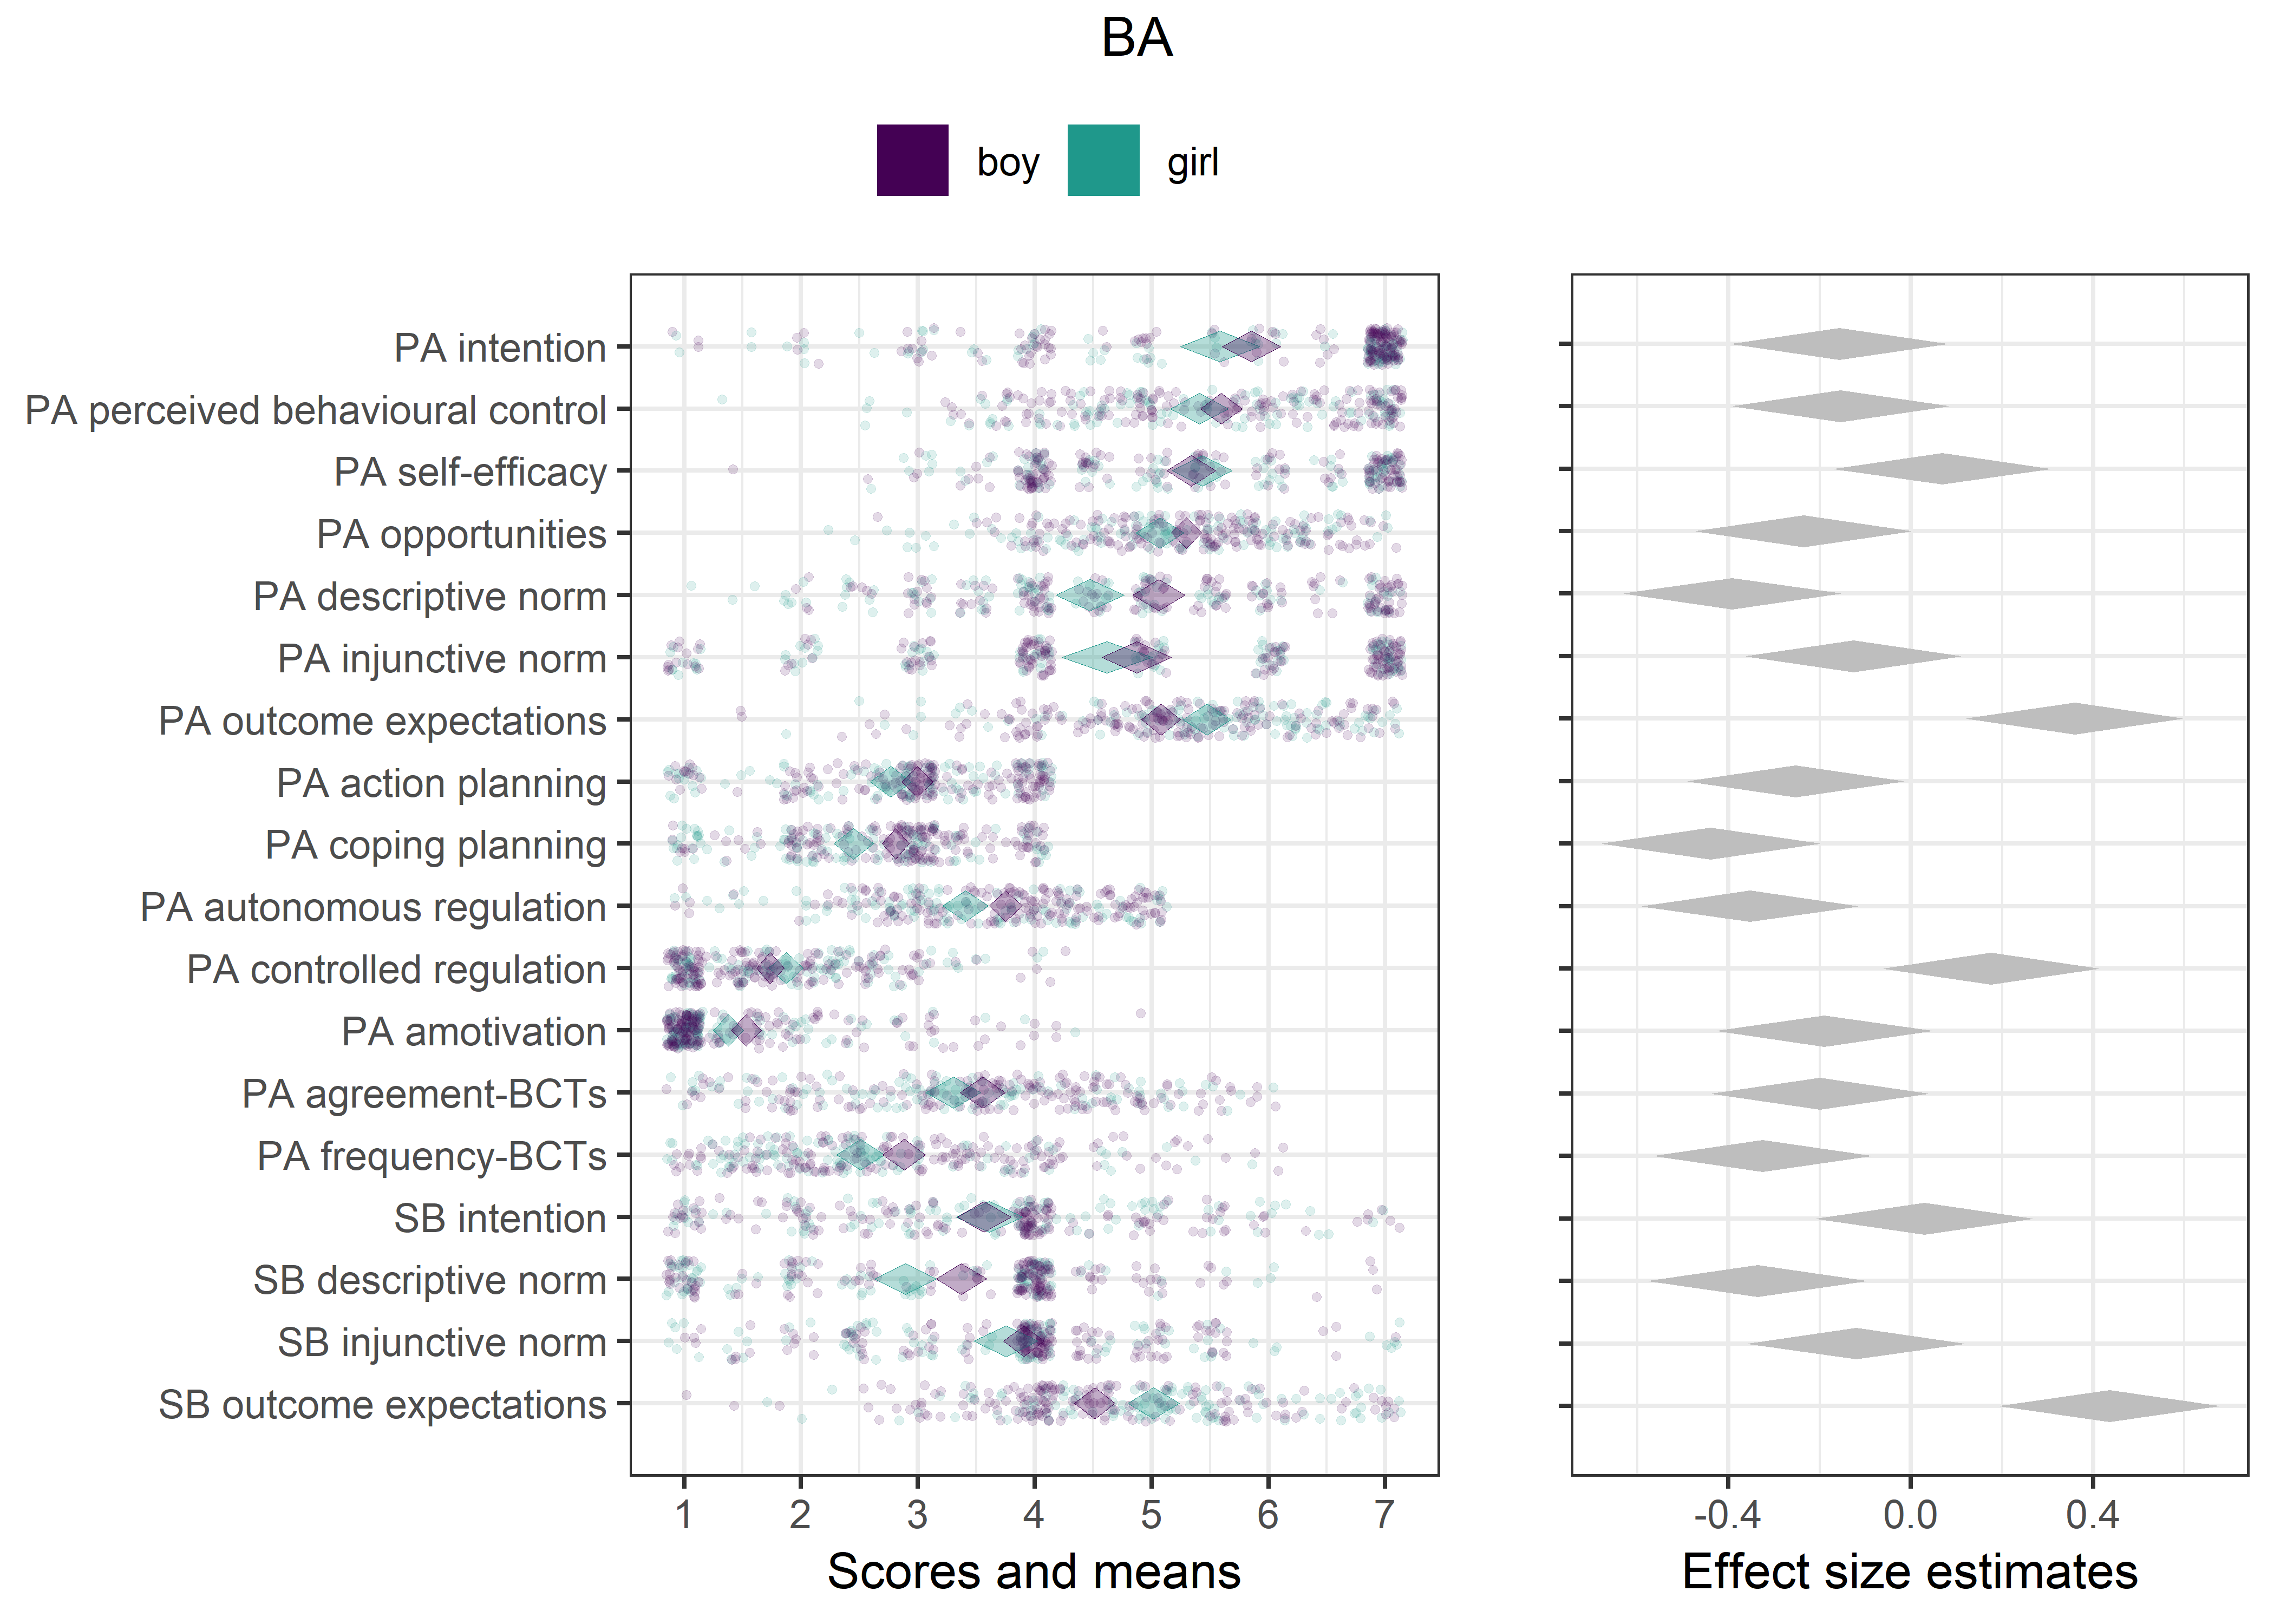 BA
boy girl
PA intention
PA perceived behavioural control
PA self-efficacy
PA opportunities
PA descriptive norm
PA injunctive norm
PA outcome expectations
PA action planning
PA coping planning
PA autonomous regulation
PA controlled regulation
PA amotivation
PA agreement-BCTs
PA frequency-BCTs
SB intention
SB descriptive norm
SB injunctive norm
SB outcome expectations
1 2 3 4 5 6 7
Scores and means
-0.4 0.0 0.4
Effect size estimates